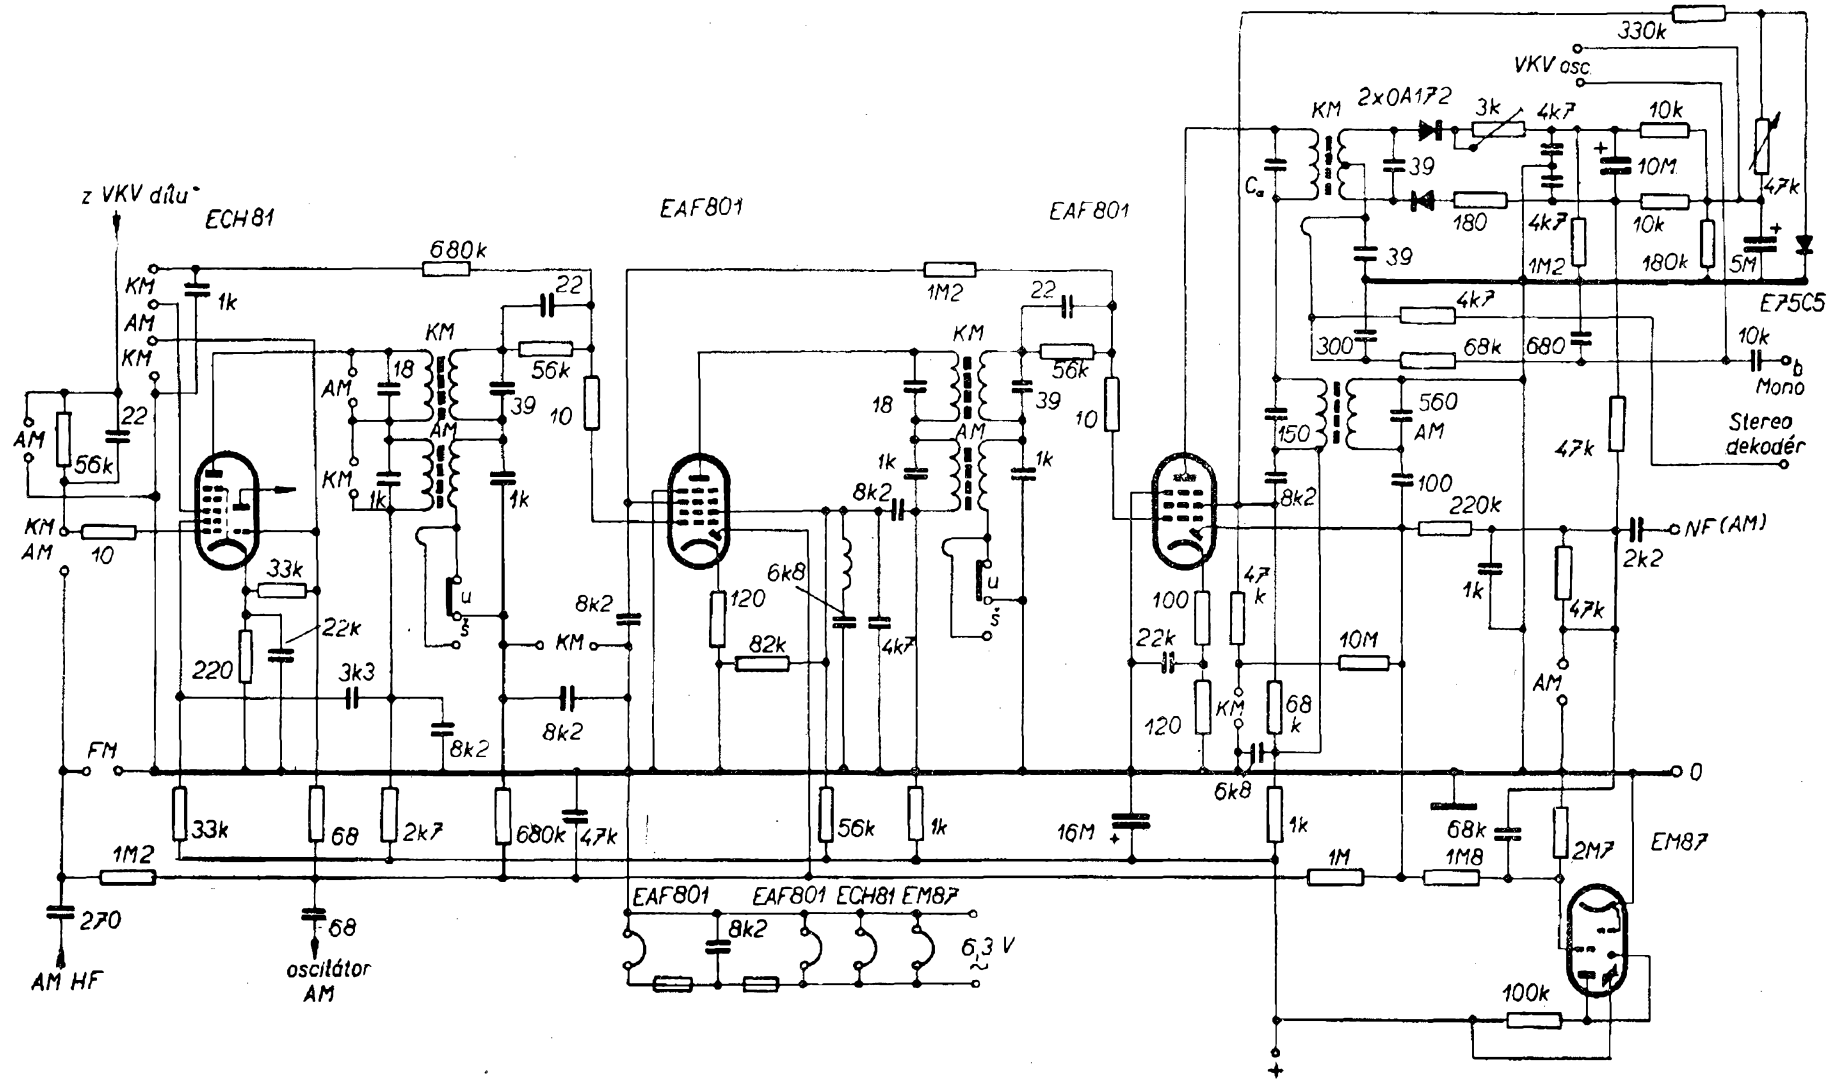 330k
VKV osc.
2x0A172
KM
3k
4k7
10k
39
10M
47k
Ca
180
4k7
10k
z VKV dílu
ECH81
EAF801
EAF801
680k
1M2
39
1M2
180k
5M
E75C5
KM
1k
22
22
4k7
AM
KM
KM
KM
300
68k
680
10k
b
Mono
18
56k
18
56k
AM
39
10
39
10
560
AM
22
AM
56k
AM
AM
150
47k
Stereo
dekodér
KM
1k
1k
1k
8k2
1k
8k2
100
220k
KM
AM
10
NF (AM)
2k2
33k
u
š
6k8
u
š
47
k
1k
47k
22k
8k2
120
100
220
KM
82k
4k7
22k
10M
3k3
AM
8k2
8k2
120
KM
68
k
FM
6k8
0
33k
68
2k7
680k
47k
56k
1k
16M
1k
68k
2M7
EM87
1M2
1M
1M8
270
68
EAF801
EAF801
ECH81
EM87
8k2
6,3 V
~
AM HF
oscilátor
AM
100k
+